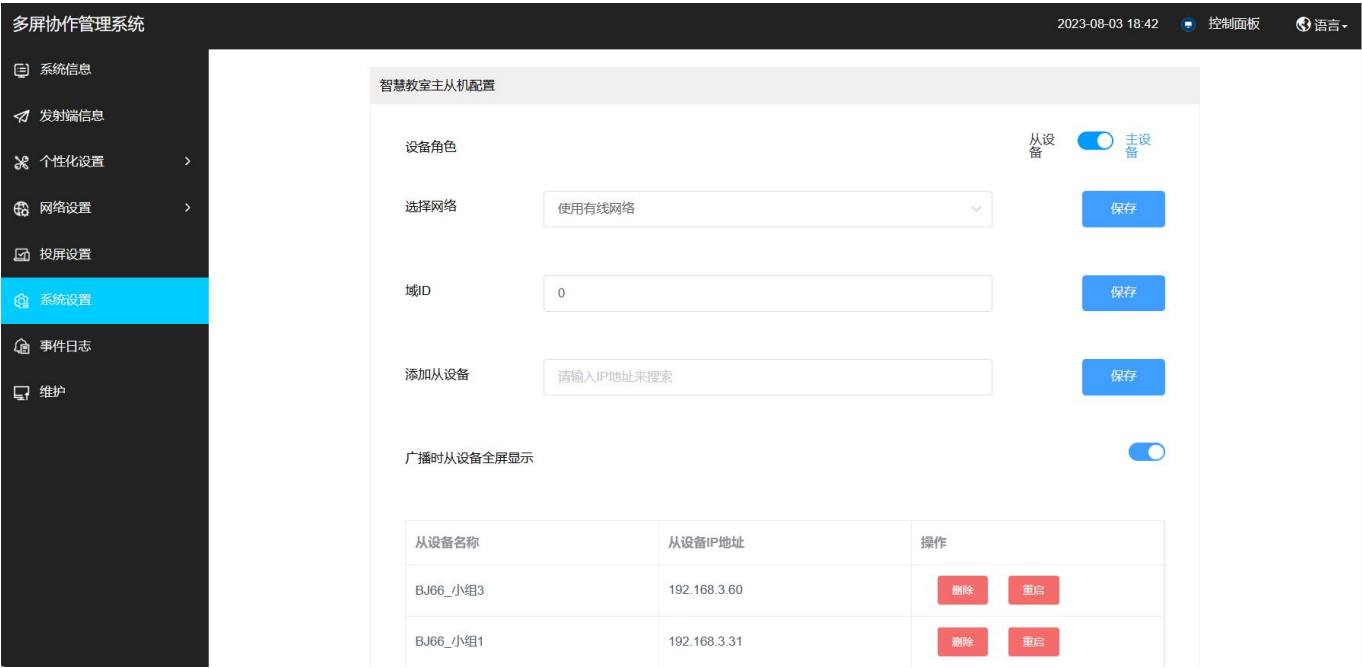 多屏协作管理系统
2023-08-03 18:42 控制面板 语言
系统信息
发射端信息
个性化设置
网络设置
投屏设置
系统设置
事件日志
维护
智慧教室主从机配置
设备角色
从设
备
主设
备
选择网络 使用有线网络 保存
域ID 0 保存
添加从设备 请输入IP地址来搜索 保存
广播时从设备全屏显示
从设备名称 从设备IP地址 操作
BJ66_小组3 192.168.3.60 删除 重启
BJ66_小组1 192.168.3.31 删除 重启